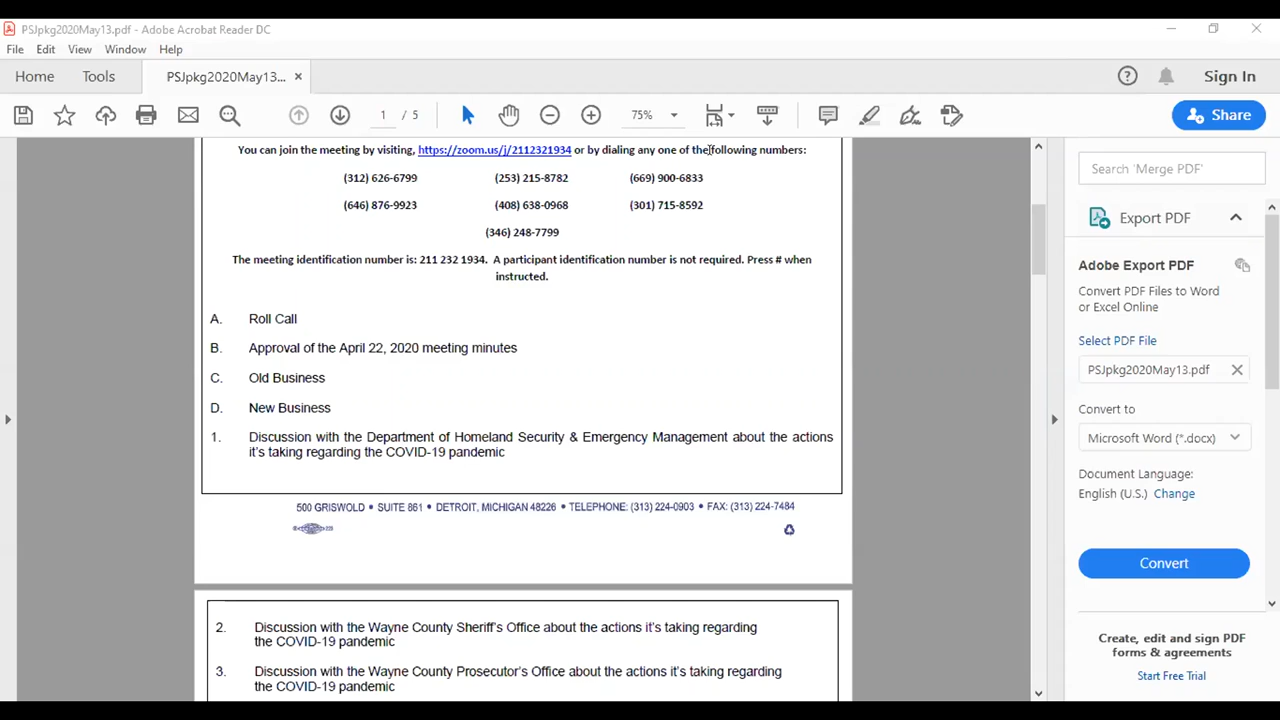 PSJpkg2020May13.pdf - Adobe Acrobat Reader DC
File Edit View Window Help
Home Tools PSJpkg2020May13... × Sign In
1 / 5 75% Share
You can join the meeting by visiting, https://zoom.us/j/2112321934 or by dialing any one of the following numbers:
(312) 626-6799 (253) 215-8782 (669) 900-6833
(646) 876-9923 (408) 638-0968 (301) 715-8592
(346) 248-7799
The meeting identification number is: 211 232 1934. A participant identification number is not required. Press # when
instructed.
A. Roll Call
B. Approval of the April 22, 2020 meeting minutes
C. Old Business
D. New Business
1. Discussion with the Department of Homeland Security & Emergency Management about the actions
it's taking regarding the COVID-19 pandemic
500 GRISWOLD • SUITE 861 • DETROIT, MICHIGAN 48226 • TELEPHONE: (313) 224-0903 • FAX: (313) 224-7484
2. Discussion with the Wayne County Sheriff's Office about the actions it's taking regarding
the COVID-19 pandemic
3. Discussion with the Wayne County Prosecutor's Office about the actions it's taking regarding
the COVID-19 pandemic
Search 'Merge PDF'
Export PDF
Adobe Export PDF
Convert PDF Files to Word
or Excel Online
Select PDF File
PSJpkg2020May13.pdf
Convert to
Microsoft Word (*.docx)
Document Language:
English (U.S.) Change
Convert
Create, edit and sign PDF
forms & agreements
Start Free Trial